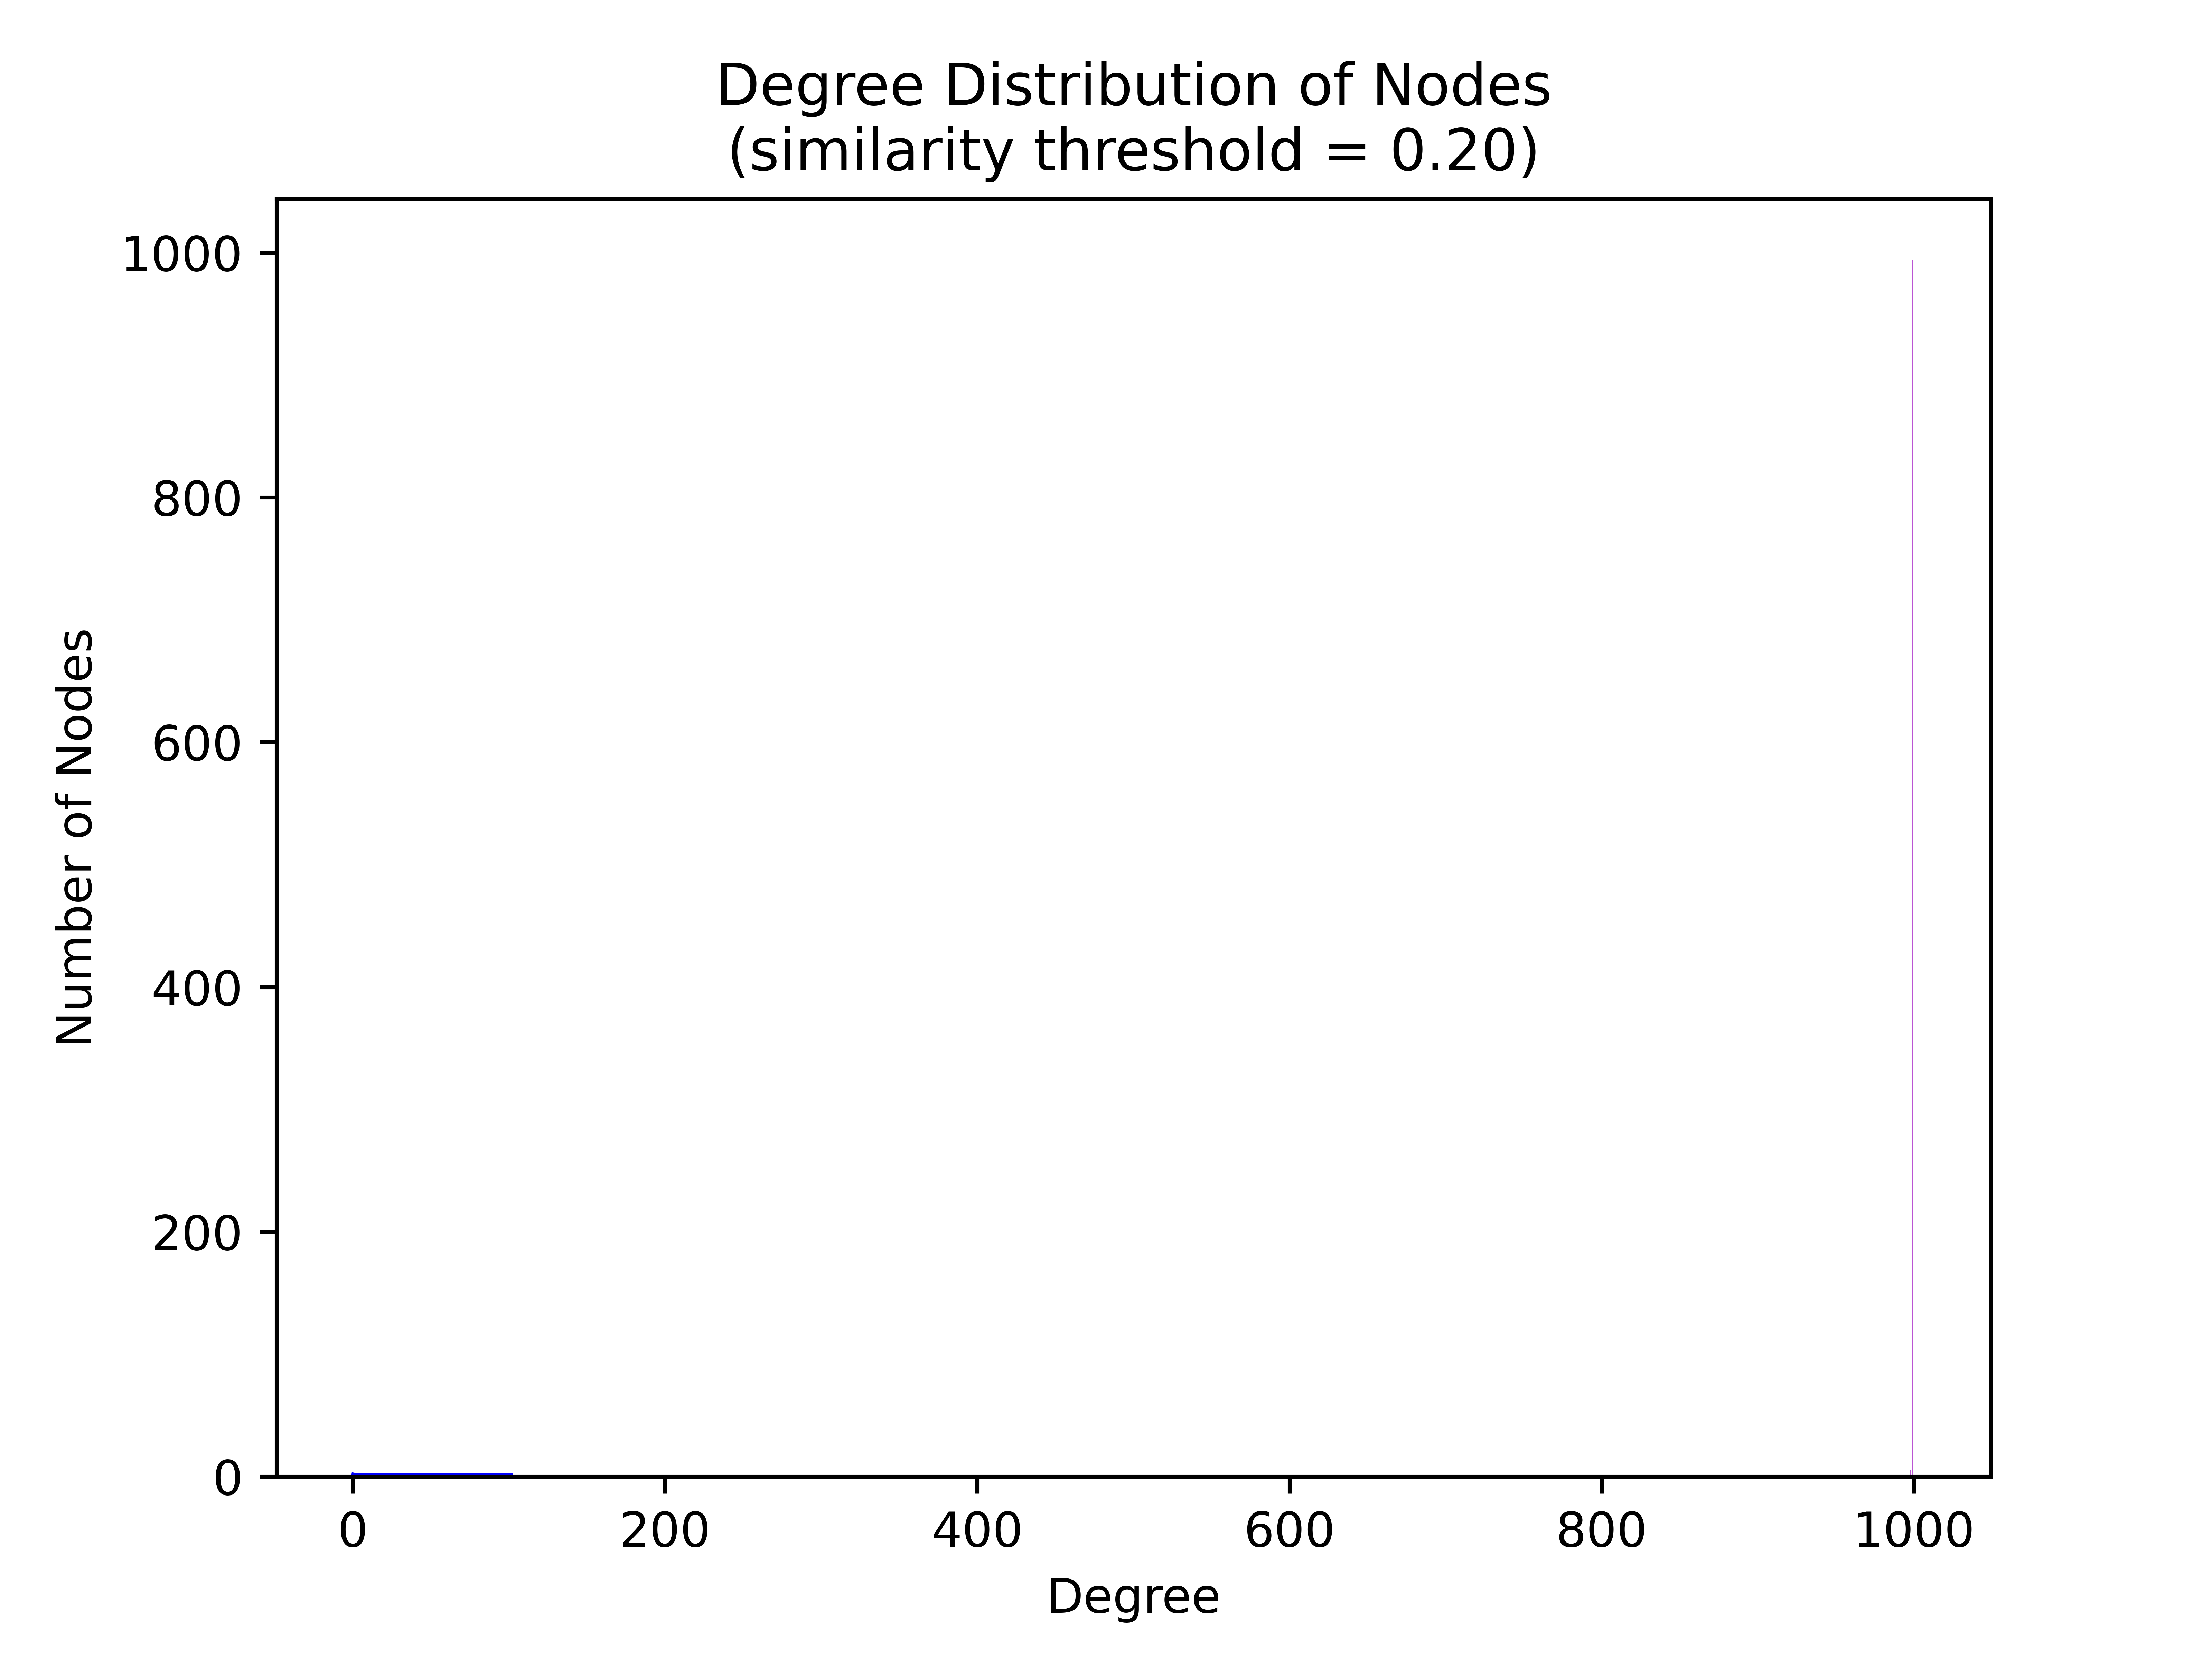 Degree Distribution of Nodes
(similarity threshold = 0.20)
1000
800
600
400
200
0
Number of Nodes
0 200 400 600 800 1000
Degree